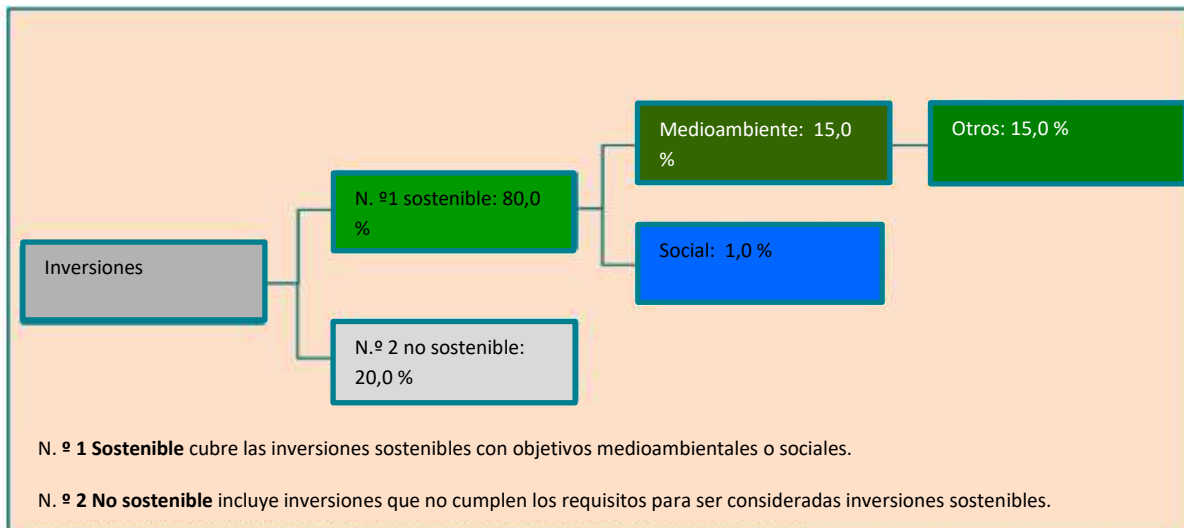 Medioambiente:  15,0
%
Otros: 15,0 %
N. º1 sostenible: 80,0
%
Social:  1,0 %
Inversiones
N.º 2 no sostenible:
20,0 %
N. º 1 Sostenible cubre las inversiones sostenibles con objetivos medioambientales o sociales.
N. º 2 No sostenible incluye inversiones que no cumplen los requisitos para ser consideradas inversiones sostenibles.